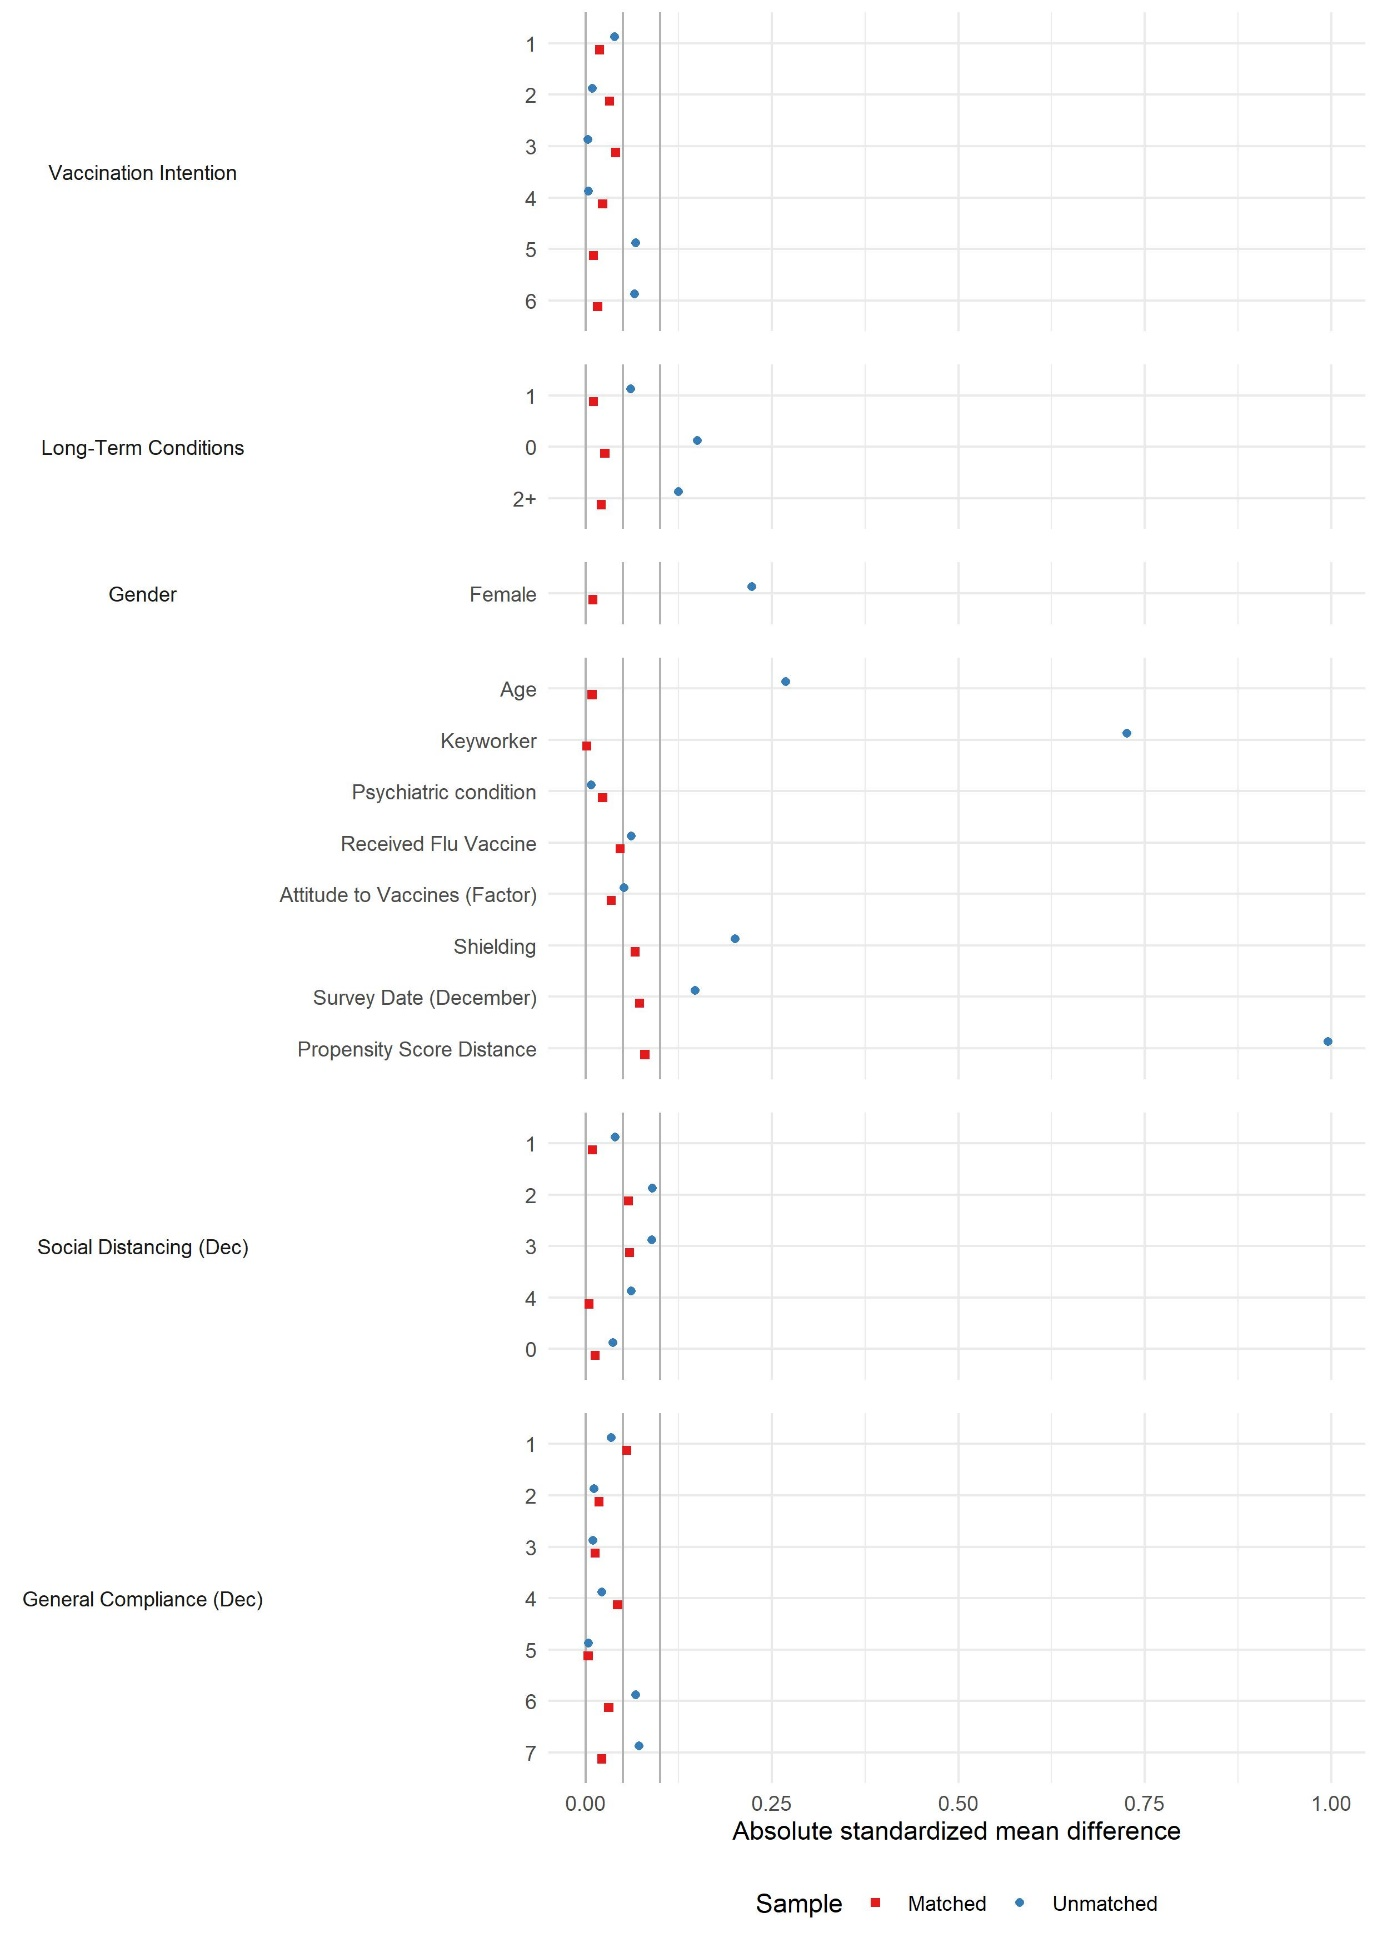 Vaccination Intention
1
2
3
4
5
6
Long-Term Conditions
1
0
2+
Gender
Female
Age
Keyworker
Psychiatric condition
Received Flu Vaccine
Attitude to Vaccines (Factor)
Shielding
Survey Date (December)
Propensity Score Distance
Social Distancing (Dec)
1
2
3
4
0
General Compliance (Dec)
1
2
3
4
5
6
7
0.00 0.25 0.50 0.75 1.00
Absolute standardized mean difference
Sample Matched Unmatched